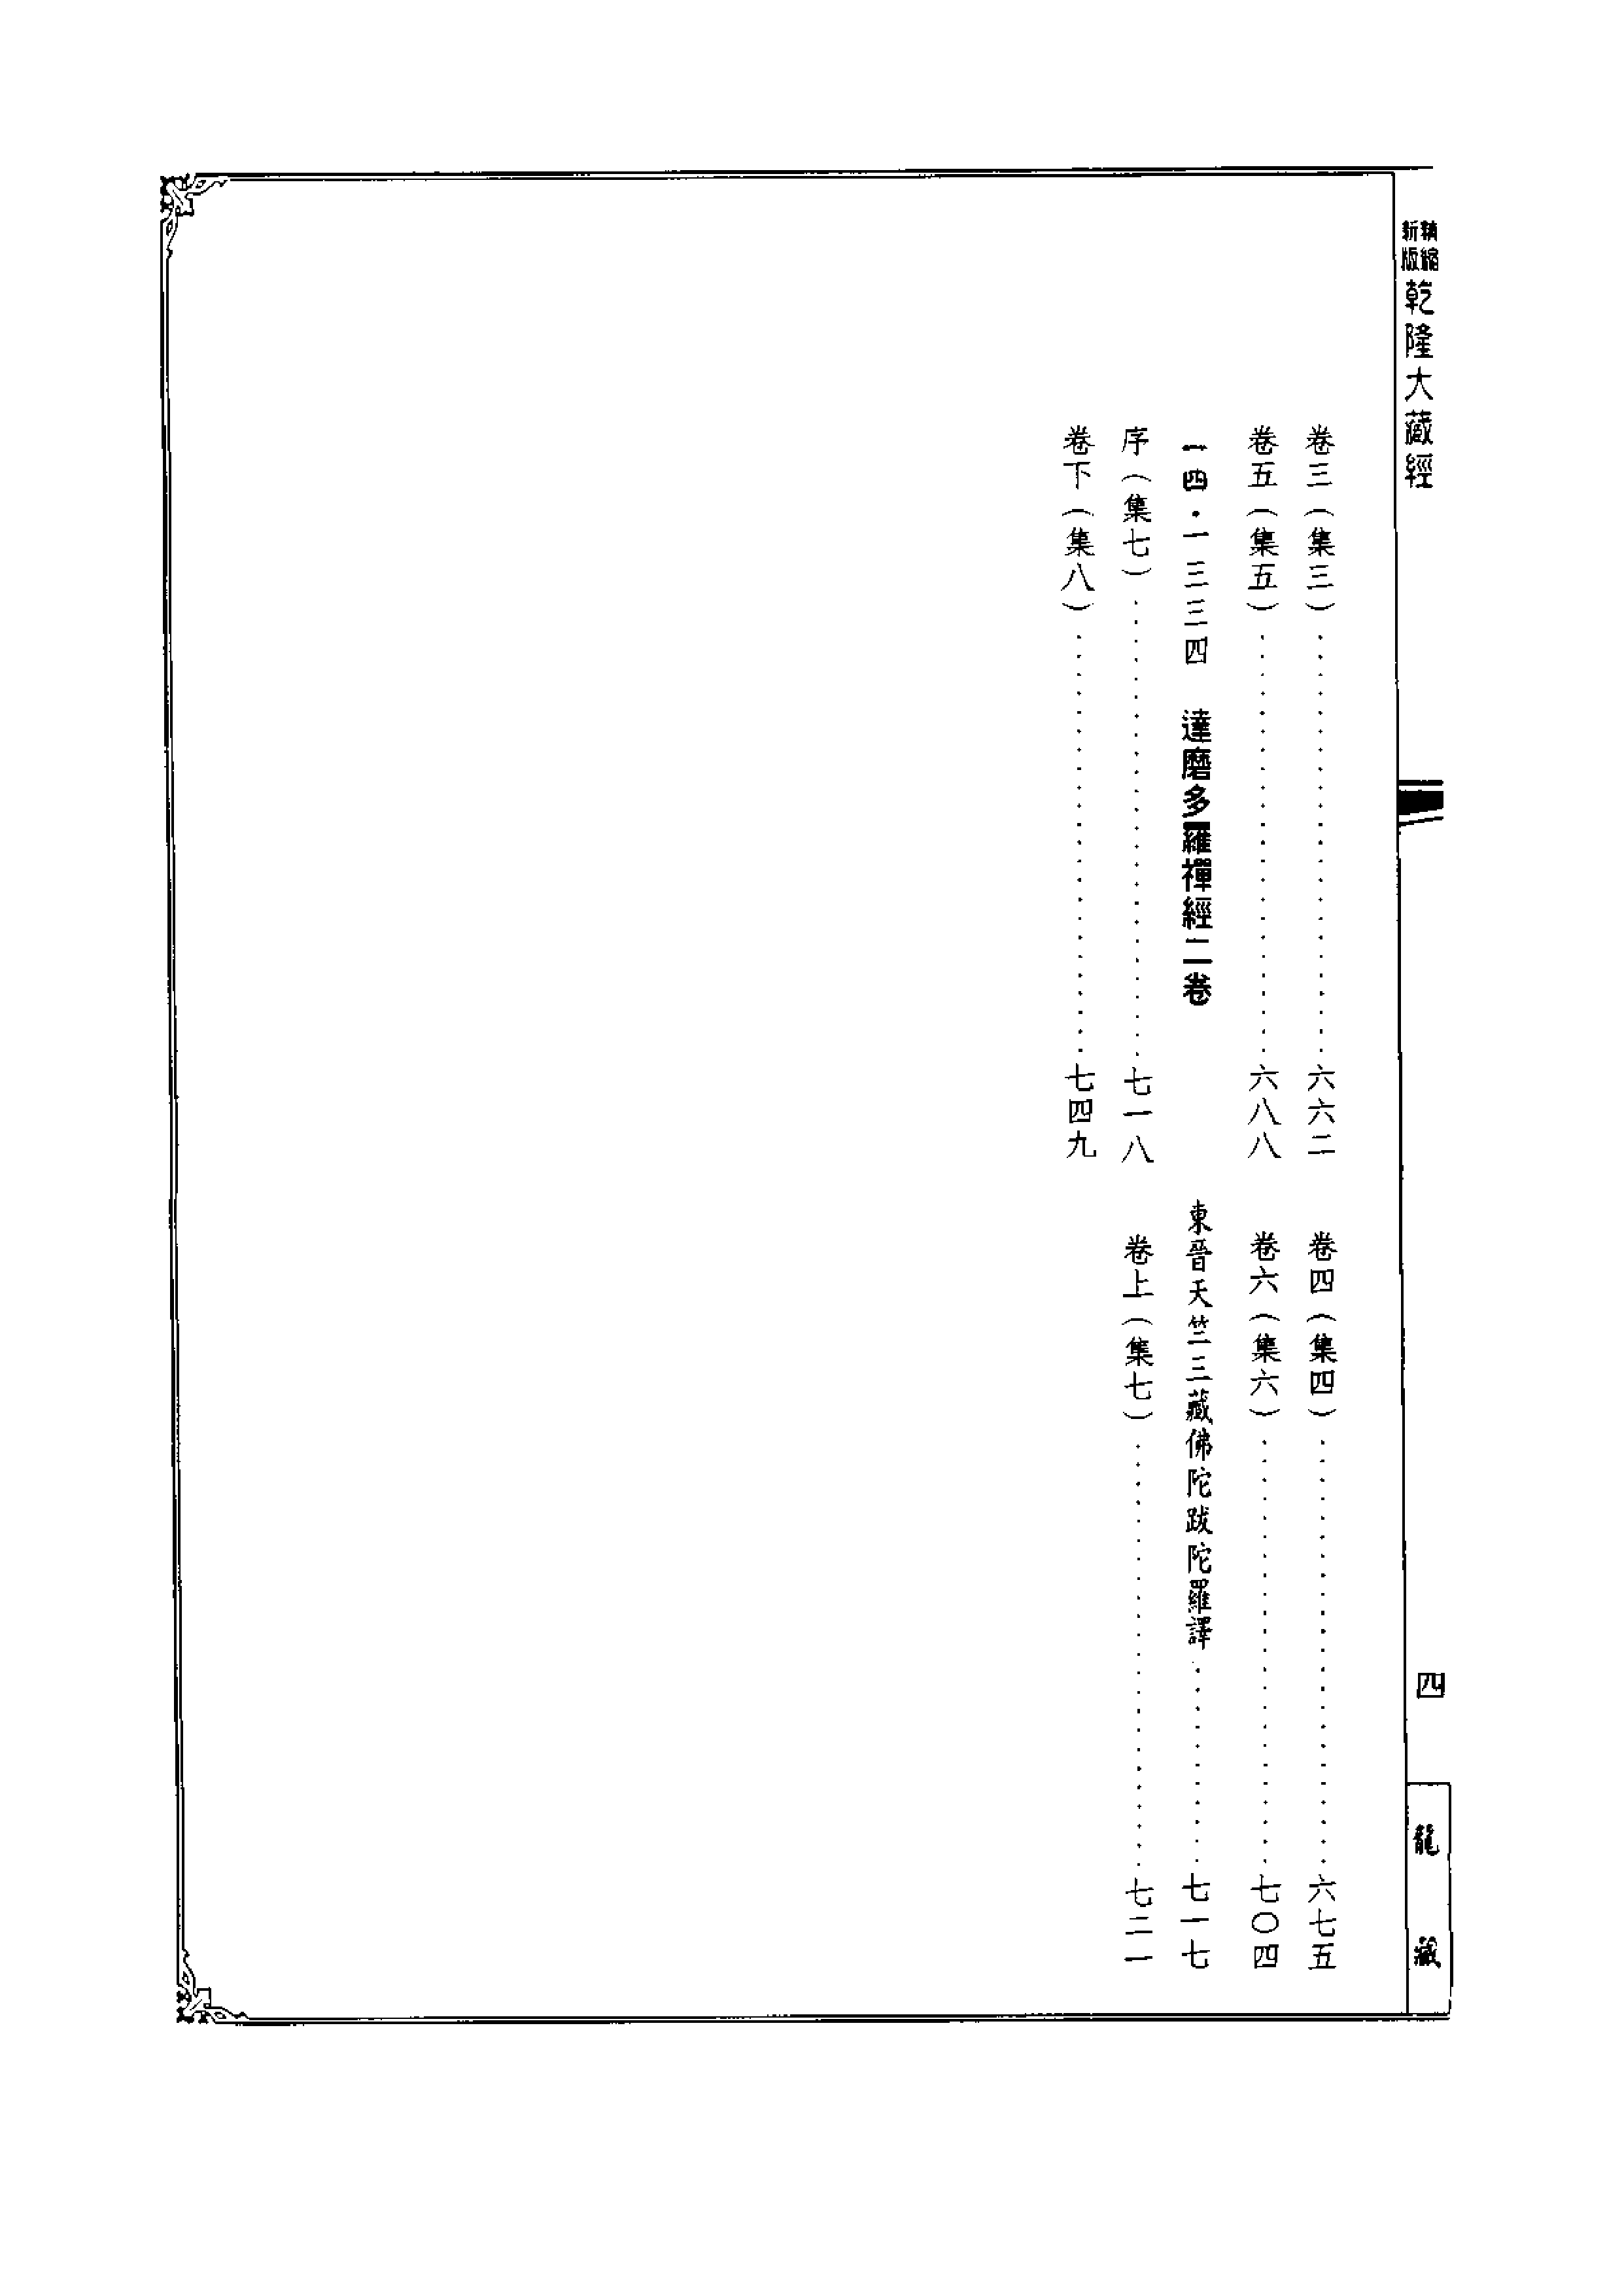 精縮
新版
乾隆大藏經
四
龍藏
卷三（集三）……………………六六二　卷四（集四）……………………六七五
卷五（集五）……………………六八八　卷六（集六）……………………七〇四
一四・一三三四　達磨多羅禪經二卷　東晉天竺三藏佛陀跋陀羅譯…………七一七
序（集七）……………………七一八　卷上（集七）……………………七二一
卷下（集八）……………………七四九